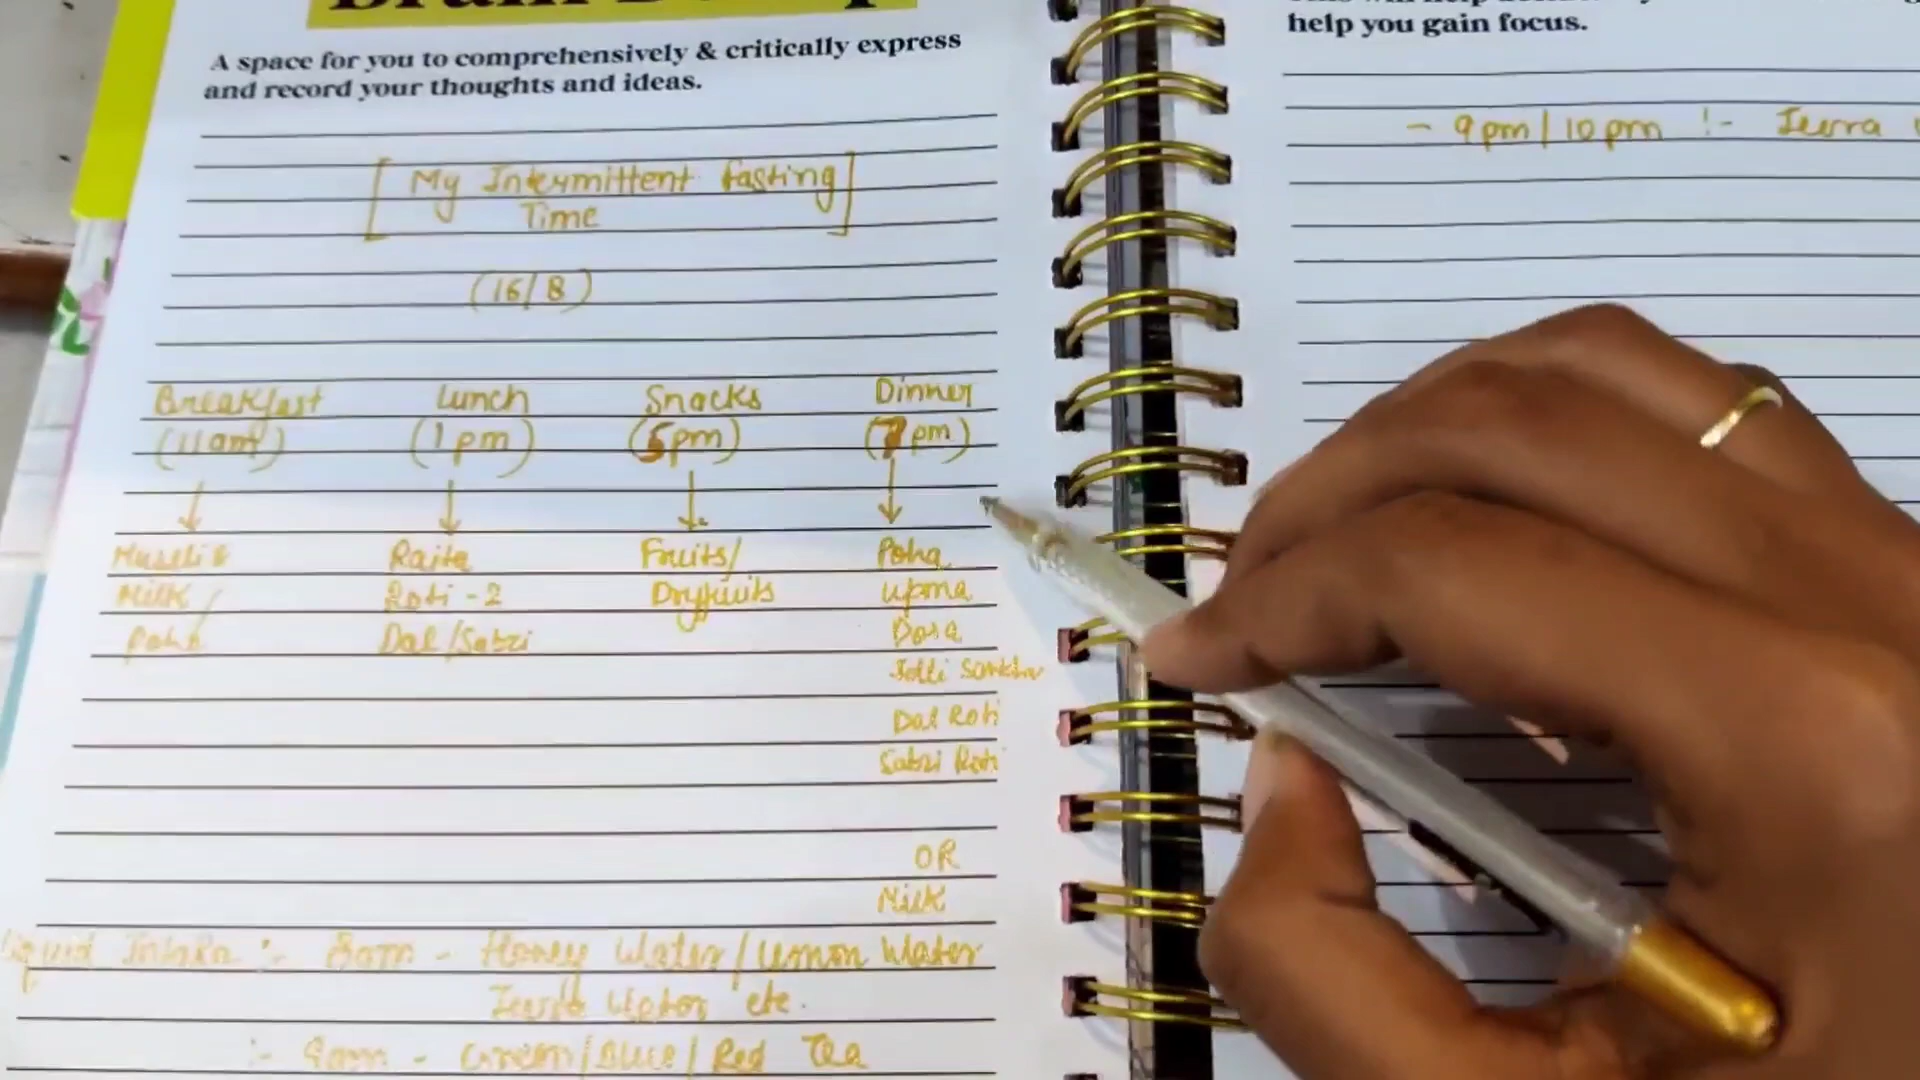 A space for you to comprehensively & critically express
and record your thoughts and ideas.
[My Intermittent fasting
Time]
(16/8)
Breakfast Lunch Snacks Dinner
(11am) (1pm) (5pm) (7pm)
Muesli & Raita Fruits/ Poha
Milk / Roti - 2 Dryfruits Upma
Poha Dal/Sabzi Dosa
Dal Roti
Sabzi Roti
OR
Milk
Liquid Intake :- 8am - Honey Water/Lemon Water
Water etc.
:- 9am - Green/Blue/Red Tea
help you gain focus.
- 9pm/10pm :- Jeera